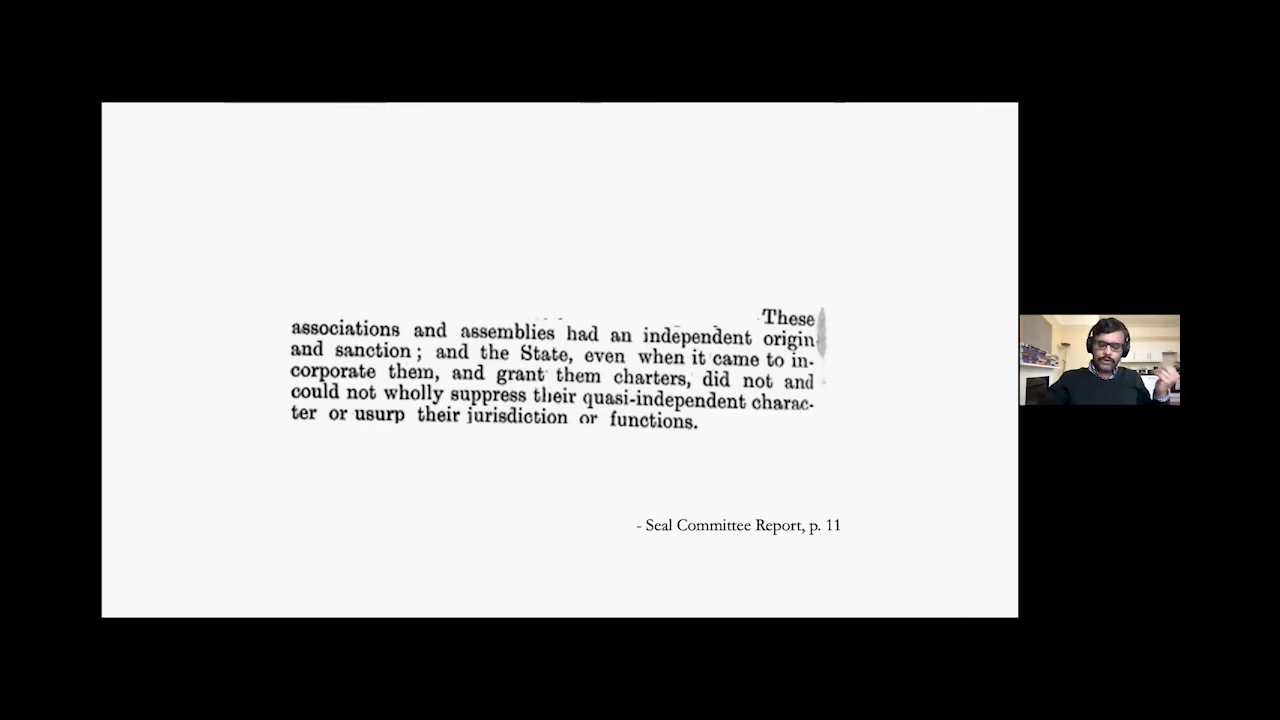 These
associations and assemblies had an independent origin
and sanction ; and the State, even when it came to in-
corporate them, and grant them charters, did not and
could not wholly suppress their quasi-independent charac-
ter or usurp their jurisdiction or functions.
- Seal Committee Report, p. 11